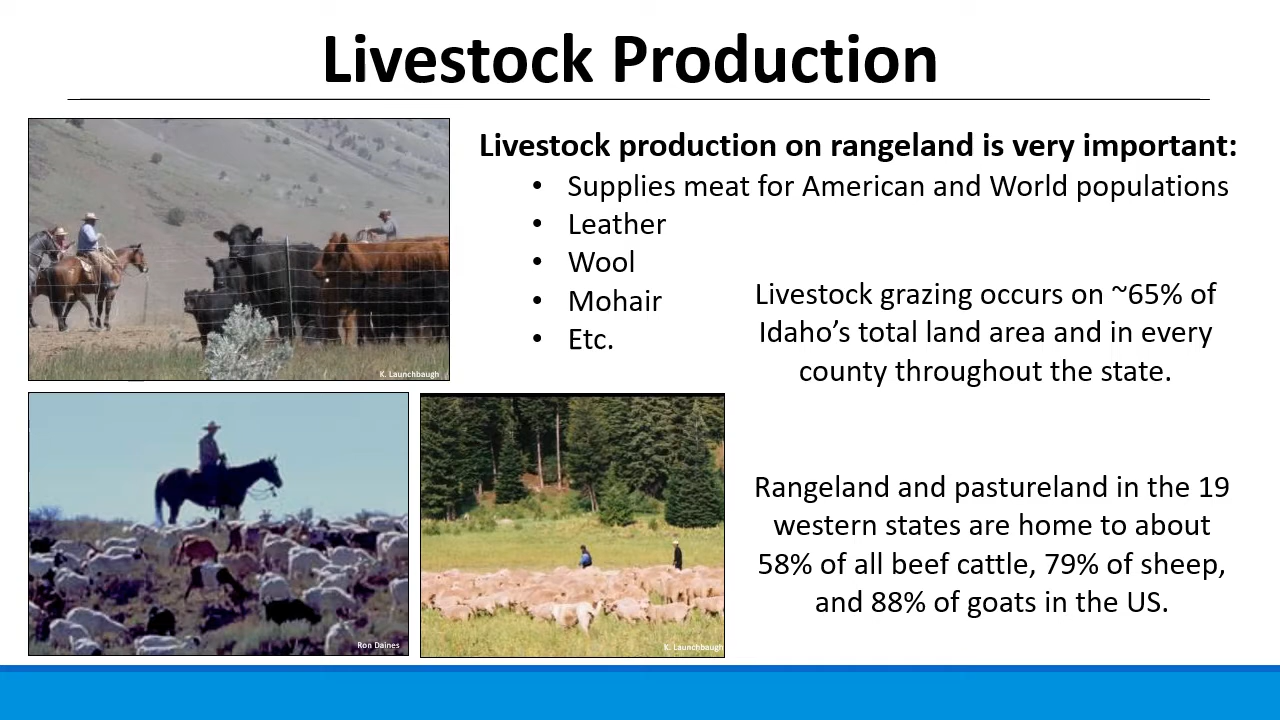 Livestock Production
Livestock production on rangeland is very important:
• Supplies meat for American and World populations
• Leather
• Wool
• Mohair
• Etc.
Livestock grazing occurs on ~65% of
Idaho’s total land area and in every
county throughout the state.
Rangeland and pastureland in the 19
western states are home to about
58% of all beef cattle, 79% of sheep,
and 88% of goats in the US.
K. Launchbaugh
Ron Daines
K. Launchbaugh